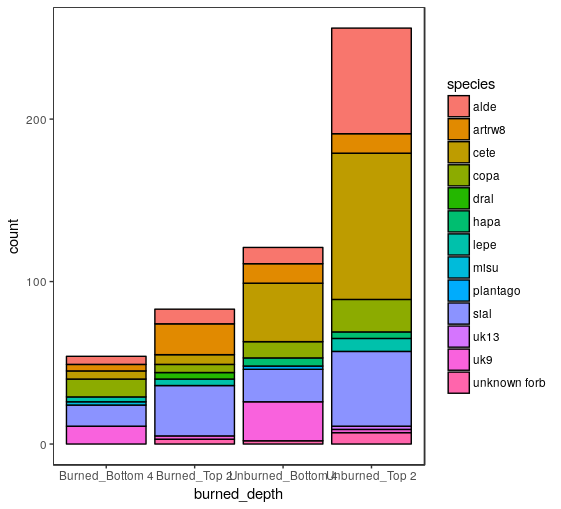 species
alde
artrw8
cete
copa
dral
hapa
lepe
misu
plantago
sial
uk13
uk9
unknown forb
count
200
100
0
Burned_Bottom 4 Burned_Top 2 Unburned_Bottom 4 Unburned_Top 2
burned_depth